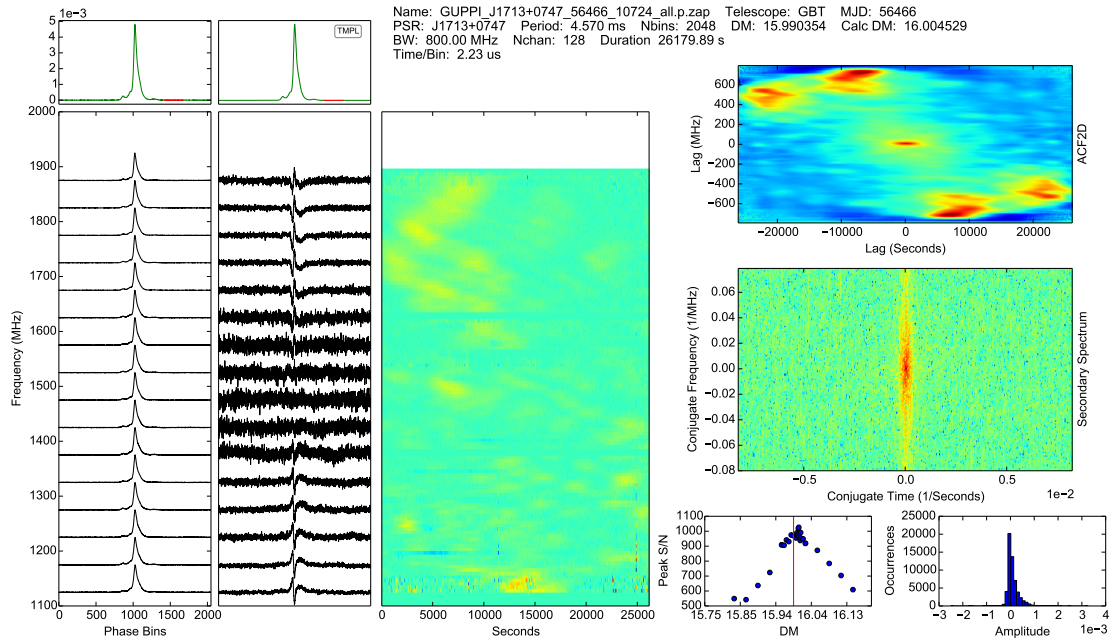 Name: GUPPI_J1713+0747_56466_10724_all.p.zap Telescope: GBT MJD: 56466
PSR: J1713+0747 Period: 4.570 ms Nbins: 2048 DM: 15.990354 Calc DM: 16.004529
BW: 800.00 MHz Nchan: 128 Duration 26179.89 s
Time/Bin: 2.23 us
1e−3
5
4
3
2
1
0
TMPL
Frequency (MHz)
2000
1900
1800
1700
1600
1500
1400
1300
1200
1100
0 500 1000 1500 2000
Phase Bins
0 5000 10000 15000 20000 25000
Seconds
Lag (MHz)
600
400
200
0
−200
−400
−600
−20000 −10000 0 10000 20000
Lag (Seconds)
ACF2D
Conjugate Frequency (1/MHz)
0.06
0.04
0.02
0.00
−0.02
−0.04
−0.06
−0.08
−0.5 0.0 0.5
1e−2
Conjugate Time (1/Seconds)
Secondary Spectrum
Peak S/N
1100
1000
900
800
700
600
500
15.75 15.85 15.94 16.04 16.13
DM
Occurrences
25000
20000
15000
10000
5000
0
−3 −2 −1 0 1 2 3 4
1e−3
Amplitude